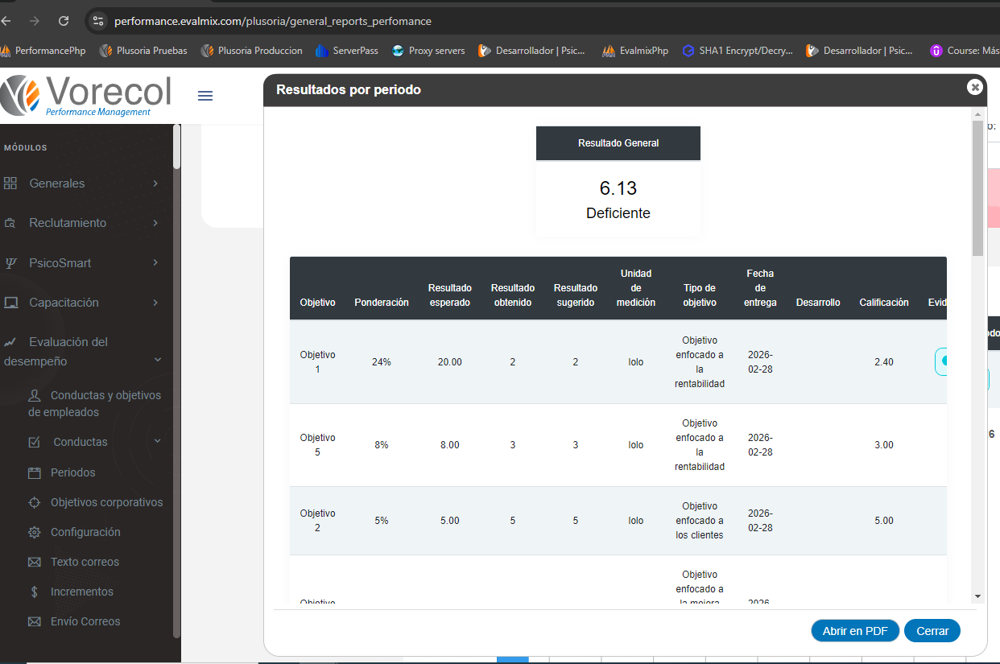 performance.evalmix.com/plusoria/general_reports_perfomance
PerformancePhp Plusoria Pruebas Plusoria Produccion ServerPass Proxy servers Desarrollador | Psic... EvalmixPhp SHA1 Encrypt/Decry... Desarrollador | Psic... Course: Más
Vorecol
Performance Management
MÓDULOS
Generales
Reclutamiento
PsicoSmart
Capacitación
Evaluación del
desempeño
Conductas y objetivos
de empleados
Conductas
Periodos
Objetivos corporativos
Configuración
Texto correos
Incrementos
Envío Correos
Resultados por periodo
Resultado General
6.13
Deficiente
Objetivo Ponderación Resultado esperado Resultado obtenido Resultado sugerido Unidad de medición Tipo de objetivo Fecha de entrega Desarrollo Calificación Evid
Objetivo 1 24% 20.00 2 2 lolo Objetivo enfocado a la rentabilidad 2026-02-28 2.40
Objetivo 5 8% 8.00 3 3 lolo Objetivo enfocado a la rentabilidad 2026-02-28 3.00
Objetivo 2 5% 5.00 5 5 lolo Objetivo enfocado a los clientes 2026-02-28 5.00
Objetivo Objetivo enfocado a la mejora 2026
Abrir en PDF Cerrar
o:
odo
6